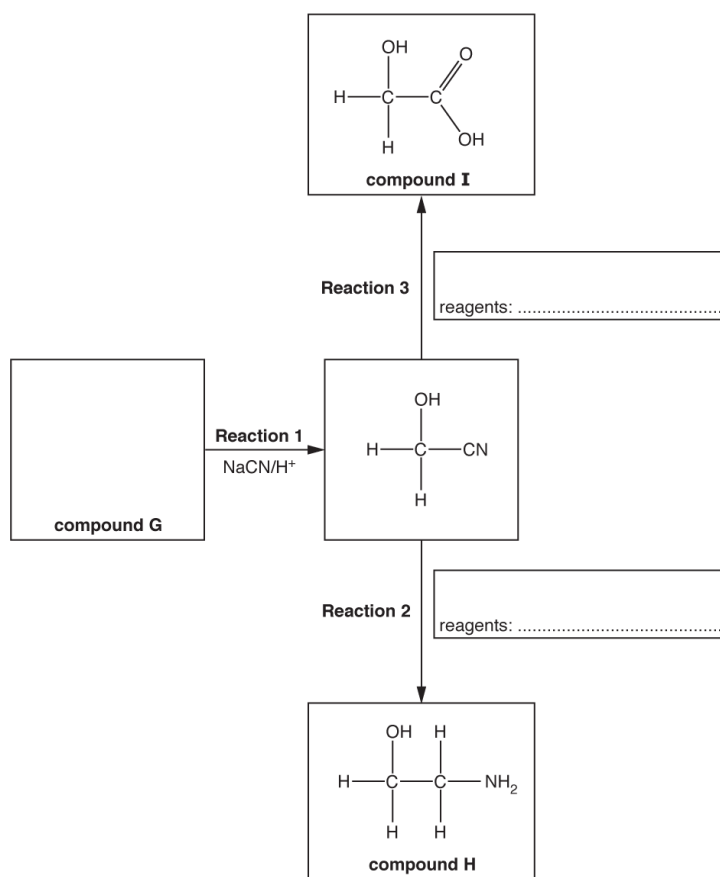 OH
O
H C C
H
OH
compound I
Reaction 3
reagents: ........................................
OH
Reaction 1
H C CN
NaCN/H⁺
H
compound G
Reaction 2
reagents: ........................................
OH H
H C C NH₂
H H
compound H